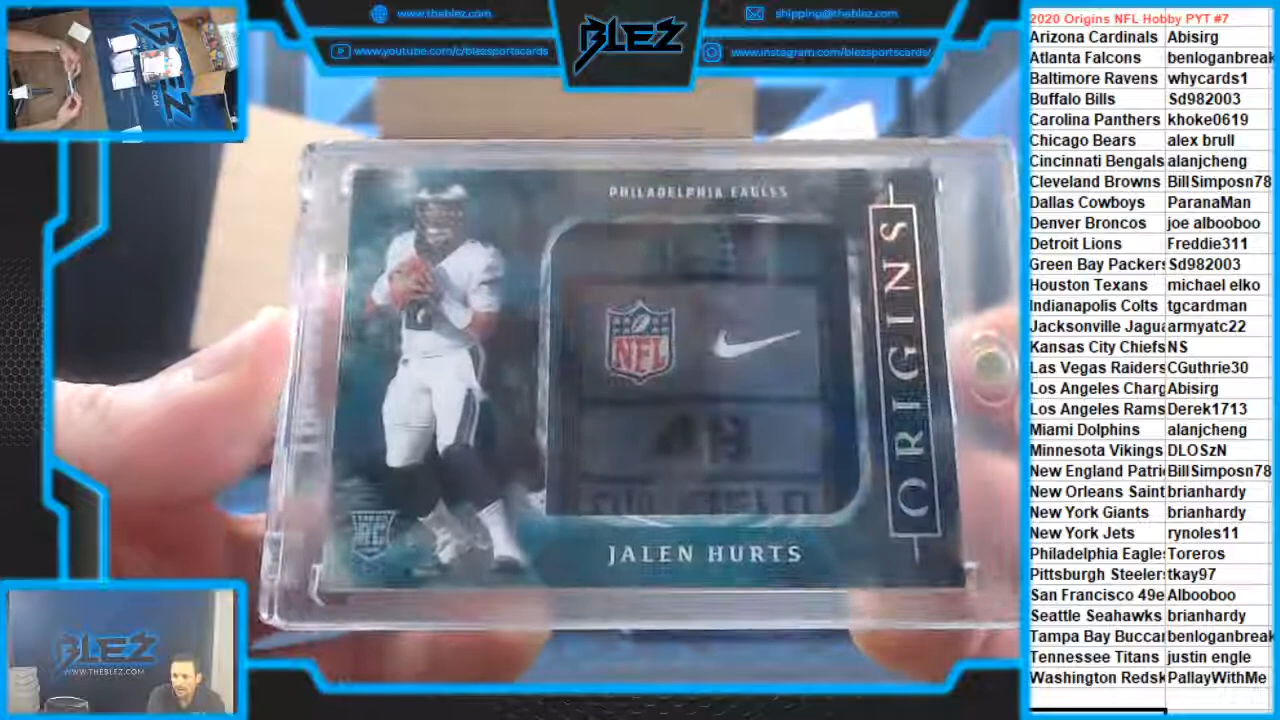 www.theblez.com
shipping@theblez.com
BLEZ
www.youtube.com/c/blezsportscards
www.instagram.com/blezsportscards/
PHILADELPHIA EAGLES
NFL
ORIGINS
RC
JALEN HURTS
BLEZ
WWW.THEBLEZ.COM
2020 Origins NFL Hobby PYT #7
Arizona Cardinals Abisirg
Atlanta Falcons benloganbreak
Baltimore Ravens whycards1
Buffalo Bills Sd982003
Carolina Panthers khoke0619
Chicago Bears alex brull
Cincinnati Bengals alanjcheng
Cleveland Browns BillSimposn78
Dallas Cowboys ParanaMan
Denver Broncos joe albooboo
Detroit Lions Freddie311
Green Bay Packers Sd982003
Houston Texans michael elko
Indianapolis Colts tgcardman
Jacksonville Jagua armyatc22
Kansas City Chiefs NS
Las Vegas Raiders CGuthrie30
Los Angeles Charg Abisirg
Los Angeles Rams Derek1713
Miami Dolphins alanjcheng
Minnesota Vikings DLOSzN
New England Patri BillSimposn78
New Orleans Saint brianhardy
New York Giants brianhardy
New York Jets rynoles11
Philadelphia Eagle Toreros
Pittsburgh Steeler tkay97
San Francisco 49e Albooboo
Seattle Seahawks brianhardy
Tampa Bay Buccar benloganbreak
Tennessee Titans justin engle
Washington Redsk PallayWithMe